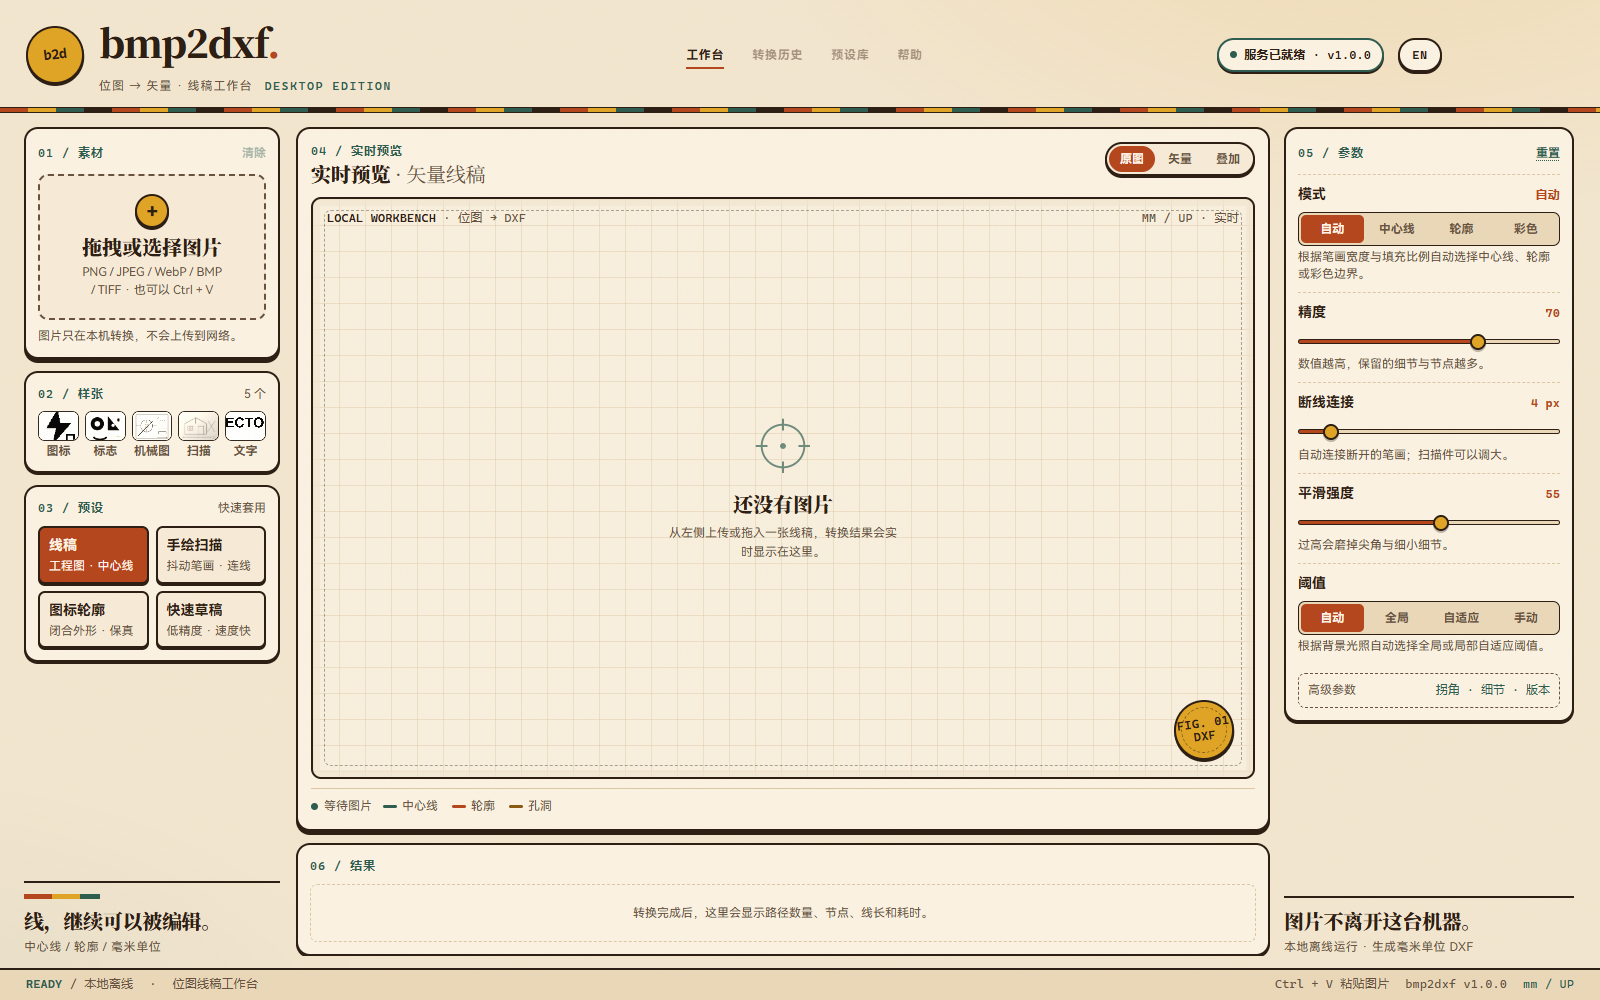 b2d
bmp2dxf.
位图 → 矢量 · 线稿工作台 DESKTOP EDITION
工作台 转换历史 预设库 帮助
服务已就绪 · v1.0.0
EN
01 / 素材 清除
+
拖拽或选择图片
PNG / JPEG / WebP / BMP
/ TIFF · 也可以 Ctrl + V
图片只在本机转换，不会上传到网络。
02 / 样张 5 个
ECTO
图标 标志 机械图 扫描 文字
03 / 预设 快速套用
线稿
工程图 · 中心线
手绘扫描
抖动笔画 · 连线
图标轮廓
闭合外形 · 保真
快速草稿
低精度 · 速度快
线，继续可以被编辑。
中心线 / 轮廓 / 毫米单位
04 / 实时预览
实时预览 · 矢量线稿
原图 矢量 叠加
LOCAL WORKBENCH · 位图 → DXF
MM / UP · 实时
还没有图片
从左侧上传或拖入一张线稿，转换结果会实
时显示在这里。
FIG. 01
DXF
等待图片 中心线 轮廓 孔洞
06 / 结果
转换完成后，这里会显示路径数量、节点、线长和耗时。
05 / 参数 重置
模式 自动
自动 中心线 轮廓 彩色
根据笔画宽度与填充比例自动选择中心线、轮廓
或彩色边界。
精度 70
数值越高，保留的细节与节点越多。
断线连接 4 px
自动连接断开的笔画；扫描件可以调大。
平滑强度 55
过高会磨掉尖角与细小细节。
阈值
自动 全局 自适应 手动
根据背景光照自动选择全局或局部自适应阈值。
高级参数 拐角 · 细节 · 版本
图片不离开这台机器。
本地离线运行 · 生成毫米单位 DXF
READY / 本地离线 · 位图线稿工作台
Ctrl + V 粘贴图片 bmp2dxf v1.0.0 mm / UP